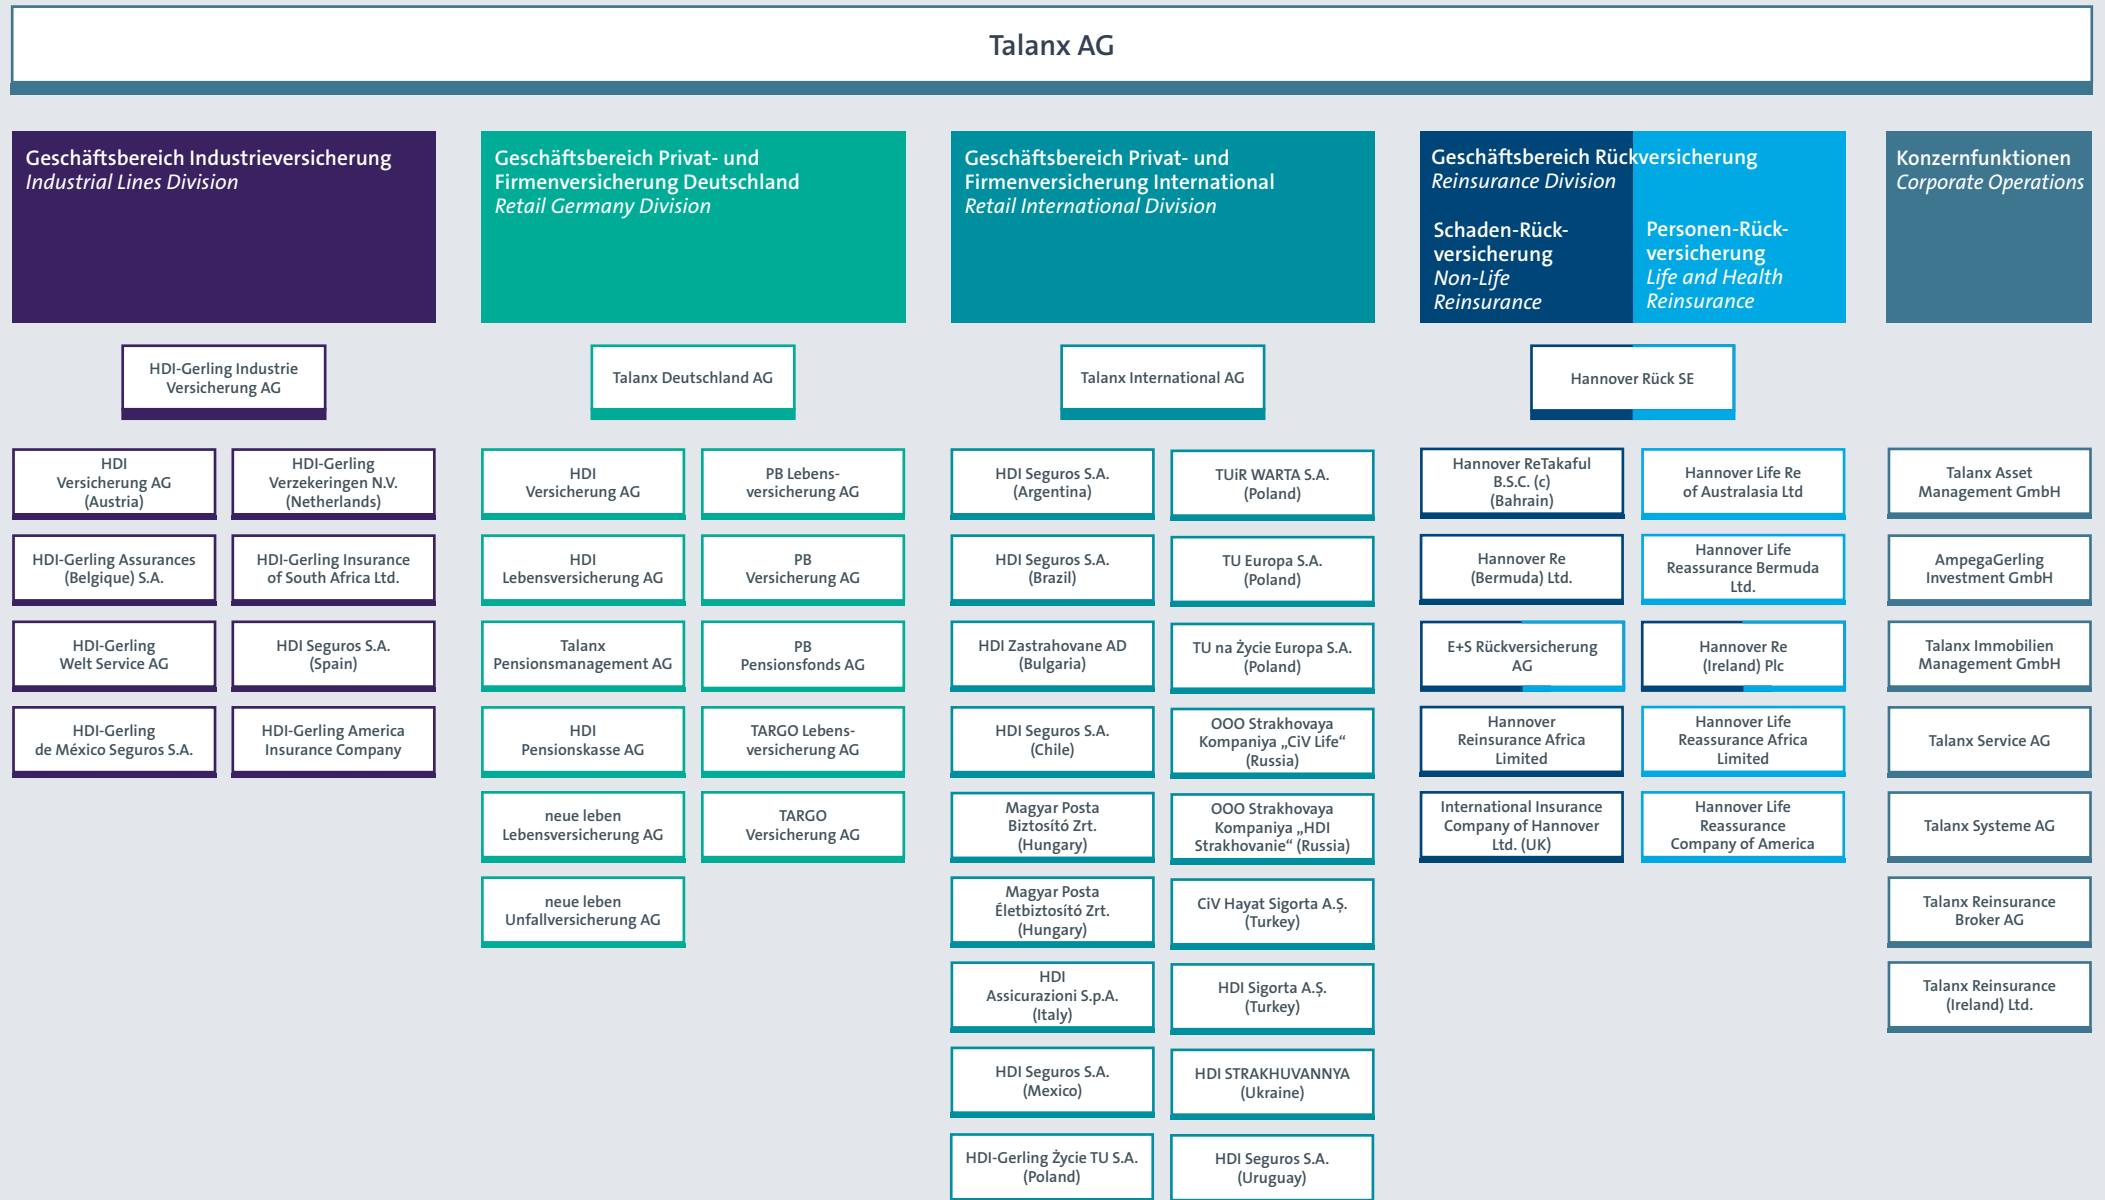 Talanx AG
Geschäftsbereich Industrieversicherung
Industrial Lines Division
Geschäftsbereich Privat- und
Firmenversicherung Deutschland
Retail Germany Division
Geschäftsbereich Privat- und
Firmenversicherung International
Retail International Division
Geschäftsbereich Rückversicherung
Reinsurance Division
Schaden-Rück-
versicherung
Non-Life
Reinsurance
Personen-Rück-
versicherung
Life and Health
Reinsurance
Konzernfunktionen
Corporate Operations
HDI-Gerling Industrie
Versicherung AG
Talanx Deutschland AG
Talanx International AG
Hannover Rück SE
HDI
Versicherung AG
(Austria)
HDI-Gerling
Verzekeringen N.V.
(Netherlands)
HDI-Gerling Assurances
(Belgique) S.A.
HDI-Gerling Insurance
of South Africa Ltd.
HDI-Gerling
Welt Service AG
HDI Seguros S.A.
(Spain)
HDI-Gerling
de México Seguros S.A.
HDI-Gerling America
Insurance Company
HDI
Versicherung AG
PB Lebens-
versicherung AG
HDI
Lebensversicherung AG
PB
Versicherung AG
Talanx
Pensionsmanagement AG
PB
Pensionsfonds AG
HDI
Pensionskasse AG
TARGO Lebens-
versicherung AG
neue leben
Lebensversicherung AG
TARGO
Versicherung AG
neue leben
Unfallversicherung AG
HDI Seguros S.A.
(Argentina)
TUiR WARTA S.A.
(Poland)
HDI Seguros S.A.
(Brazil)
TU Europa S.A.
(Poland)
HDI Zastrahovane AD
(Bulgaria)
TU na Życie Europa S.A.
(Poland)
HDI Seguros S.A.
(Chile)
OOO Strakhovaya
Kompaniya „CiV Life“
(Russia)
Magyar Posta
Biztosító Zrt.
(Hungary)
OOO Strakhovaya
Kompaniya „HDI
Strakhovanie“ (Russia)
Magyar Posta
Életbiztosító Zrt.
(Hungary)
CiV Hayat Sigorta A.Ş.
(Turkey)
HDI
Assicurazioni S.p.A.
(Italy)
HDI Sigorta A.Ş.
(Turkey)
HDI Seguros S.A.
(Mexico)
HDI STRAKHUVANNYA
(Ukraine)
HDI-Gerling Życie TU S.A.
(Poland)
HDI Seguros S.A.
(Uruguay)
Hannover ReTakaful
B.S.C. (c)
(Bahrain)
Hannover Life Re
of Australasia Ltd
Hannover Re
(Bermuda) Ltd.
Hannover Life
Reassurance Bermuda
Ltd.
E+S Rückversicherung
AG
Hannover Re
(Ireland) Plc
Hannover
Reinsurance Africa
Limited
Hannover Life
Reassurance Africa
Limited
International Insurance
Company of Hannover
Ltd. (UK)
Hannover Life
Reassurance
Company of America
Talanx Asset
Management GmbH
AmpegaGerling
Investment GmbH
Talanx Immobilien
Management GmbH
Talanx Service AG
Talanx Systeme AG
Talanx Reinsurance
Broker AG
Talanx Reinsurance
(Ireland) Ltd.